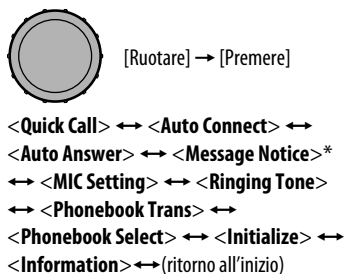 [Ruotare] → [Premere]
<Quick Call> ↔ <Auto Connect> ↔
<Auto Answer> ↔ <Message Notice>*
↔ <MIC Setting> ↔ <Ringing Tone>
↔ <Phonebook Trans> ↔
<Phonebook Select> ↔ <Initialize> ↔
<Information>↔(ritorno all'inizio)